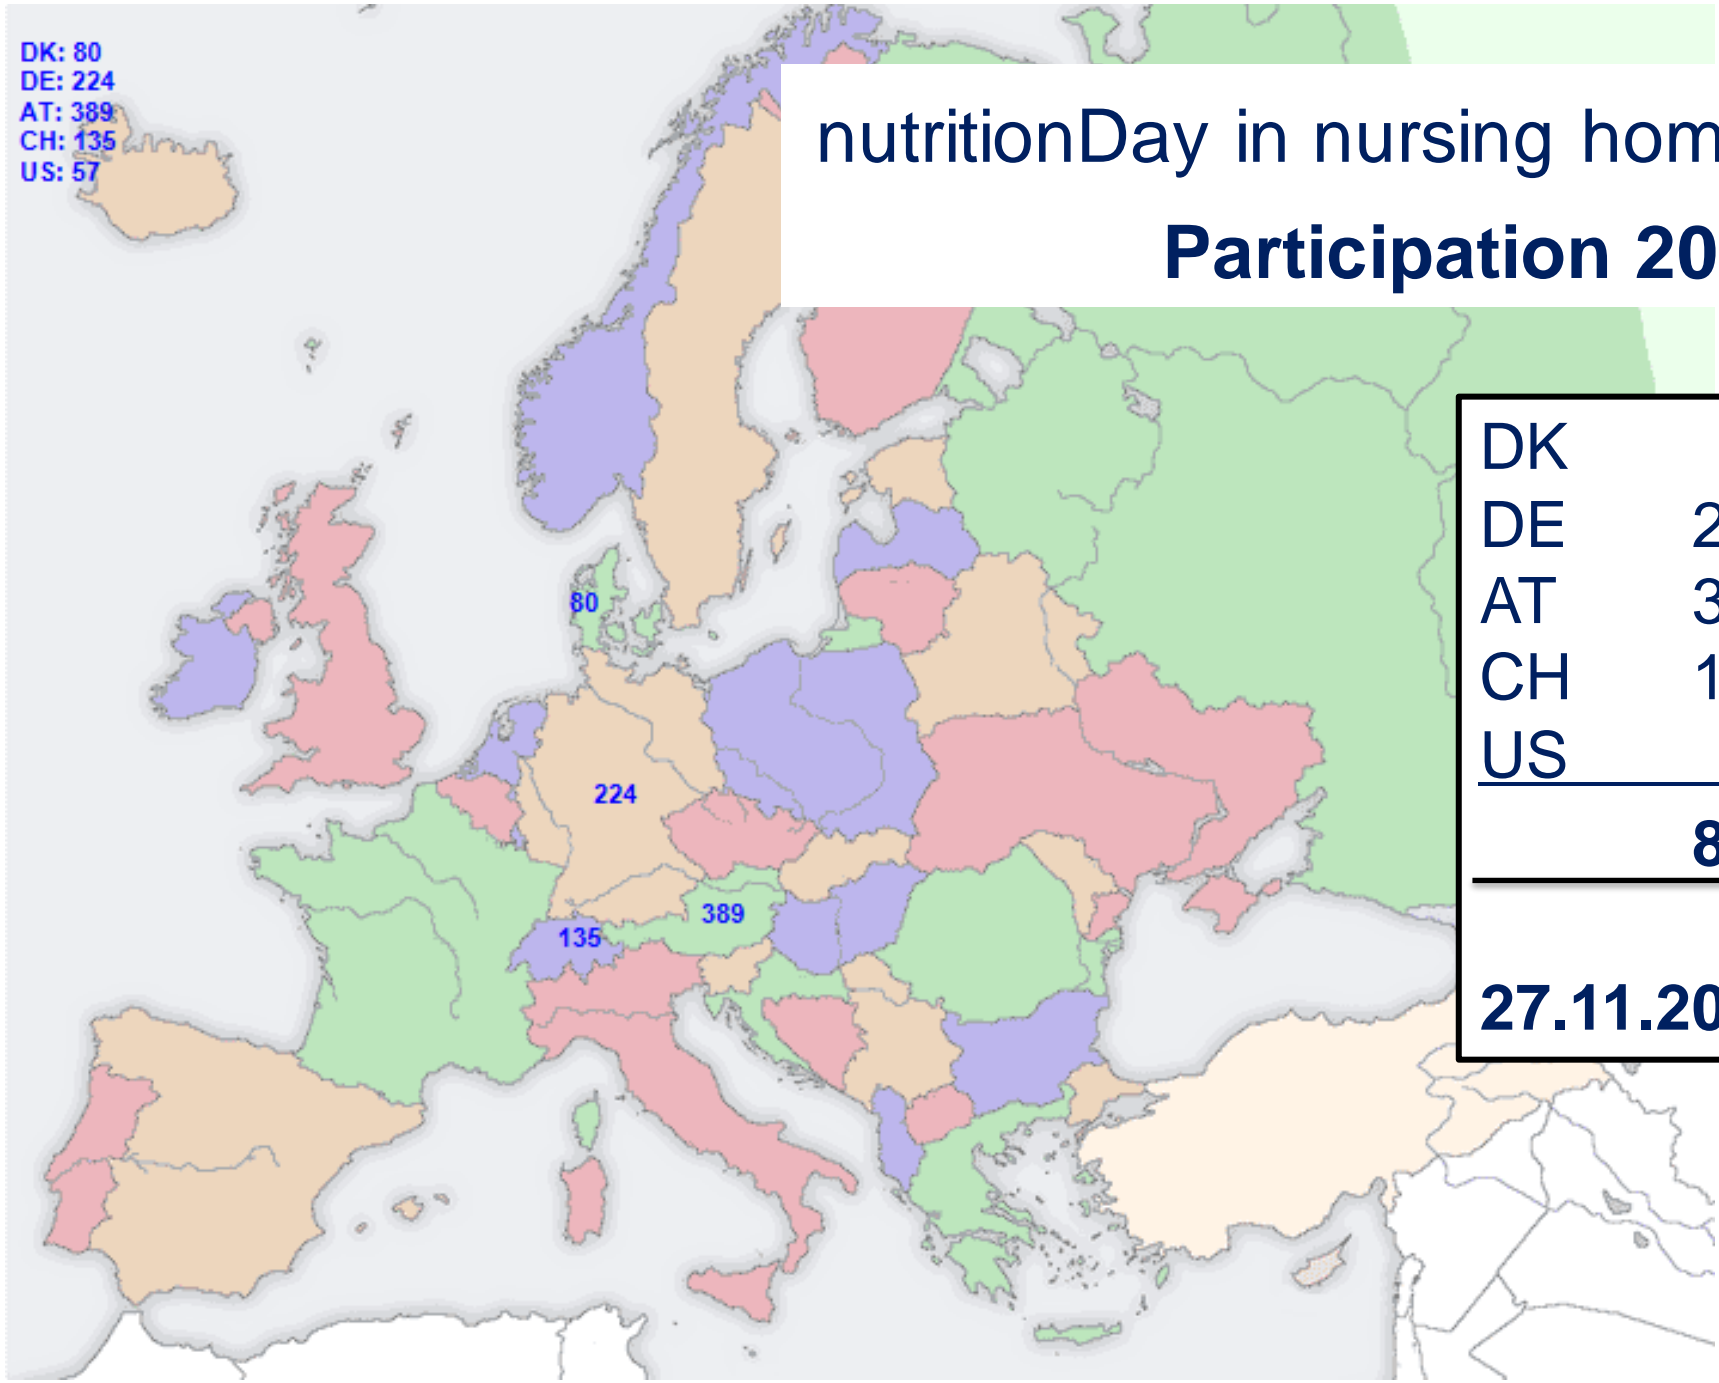 DK: 80
DE: 224
AT: 389
CH: 135
US: 57
nutritionDay in nursing hom
Participation 20
80
224
389
135
DK
DE 2
AT 3
CH 1
US
8
27.11.20